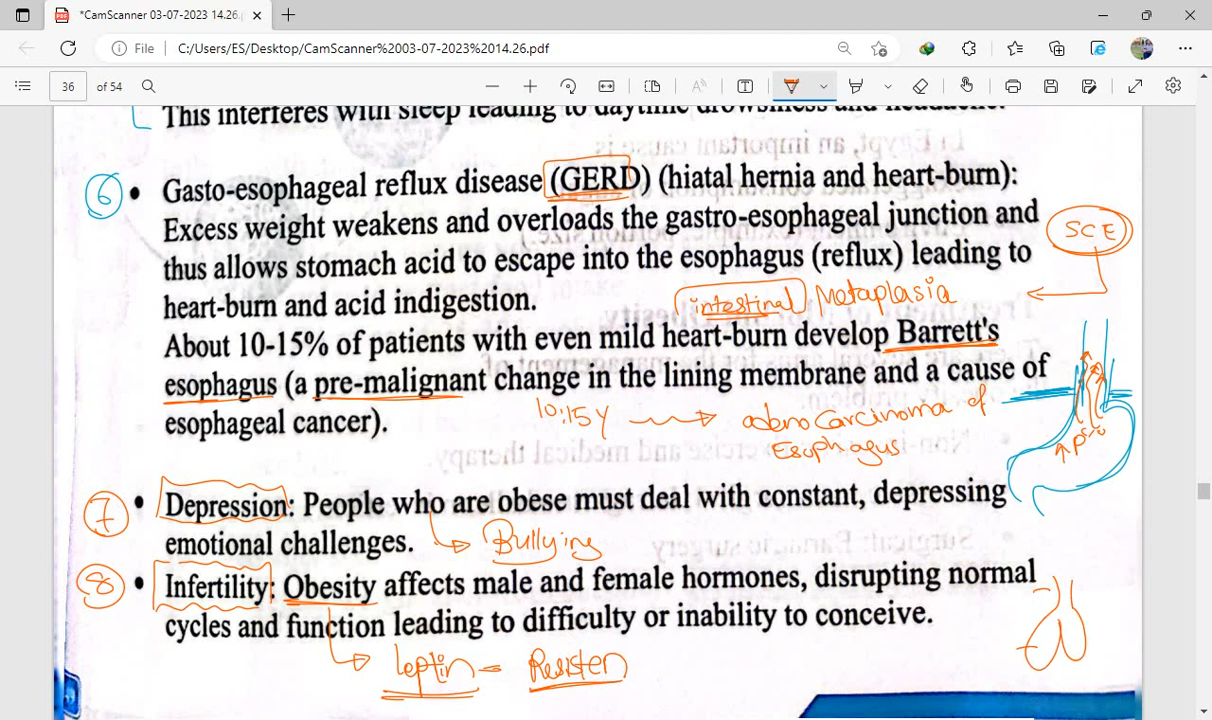 *CamScanner 03-07-2023 14.26.p
File
C:/Users/ES/Desktop/CamScanner%2003-07-2023%2014.26.pdf
36 of 54
This interferes with sleep leading to daytime drowsiness and headache.
6 • Gasto-esophageal reflux disease (GERD) (hiatal hernia and heart-burn):
Excess weight weakens and overloads the gastro-esophageal junction and
SCE
thus allows stomach acid to escape into the esophagus (reflux) leading to
heart-burn and acid indigestion.
intestinal Metaplasia
About 10-15% of patients with even mild heart-burn develop Barrett's
esophagus (a pre-malignant change in the lining membrane and a cause of
esophageal cancer).
10:15y adenocarcinoma of
Esophagus
7 • Depression: People who are obese must deal with constant, depressing
emotional challenges.
Bullying
8 • Infertility: Obesity affects male and female hormones, disrupting normal
cycles and function leading to difficulty or inability to conceive.
leptin = Resisten